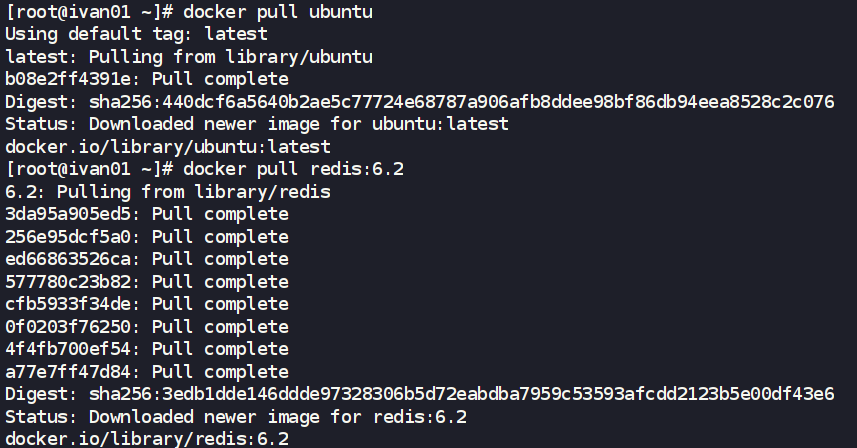 [root@ivan01 ~]# docker pull ubuntu
Using default tag: latest
latest: Pulling from library/ubuntu
b08e2ff4391e: Pull complete
Digest: sha256:440dcf6a5640b2ae5c77724e68787a906afb8ddee98bf86db94eea8528c2c076
Status: Downloaded newer image for ubuntu:latest
docker.io/library/ubuntu:latest
[root@ivan01 ~]# docker pull redis:6.2
6.2: Pulling from library/redis
3da95a905ed5: Pull complete
256e95dcf5a0: Pull complete
ed66863526ca: Pull complete
577780c23b82: Pull complete
cfb5933f34de: Pull complete
0f0203f76250: Pull complete
4f4fb700ef54: Pull complete
a77e7ff47d84: Pull complete
Digest: sha256:3edb1dde146ddde97328306b5d72eabdba7959c53593afcdd2123b5e00df43e6
Status: Downloaded newer image for redis:6.2
docker.io/library/redis:6.2